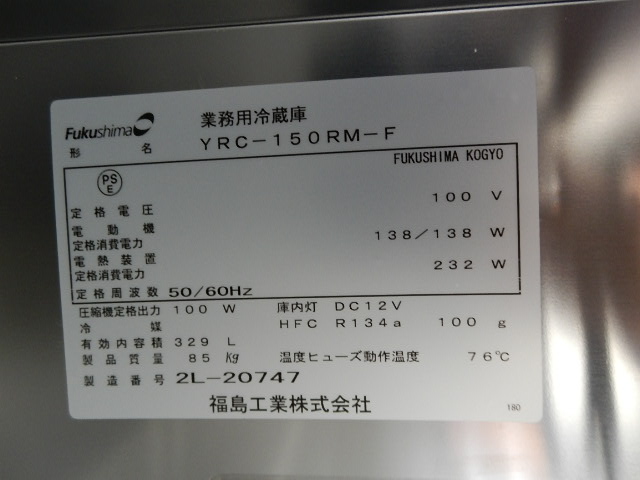 Fukushima 業務用冷蔵庫
形名 YRC-150RM-F
FUKUSHIMA KOGYO
PS E
定格電圧 100 V
電動機定格消費電力 138/138 W
電熱装置定格消費電力 232 W
定格周波数 50/60Hz
圧縮機定格出力 100 W 庫内灯 DC12V
冷媒 HFC R134a 100 g
有効内容積 329 L
製品質量 85 Kg 温度ヒューズ動作温度 76℃
製造番号 2L-20747
福島工業株式会社
180